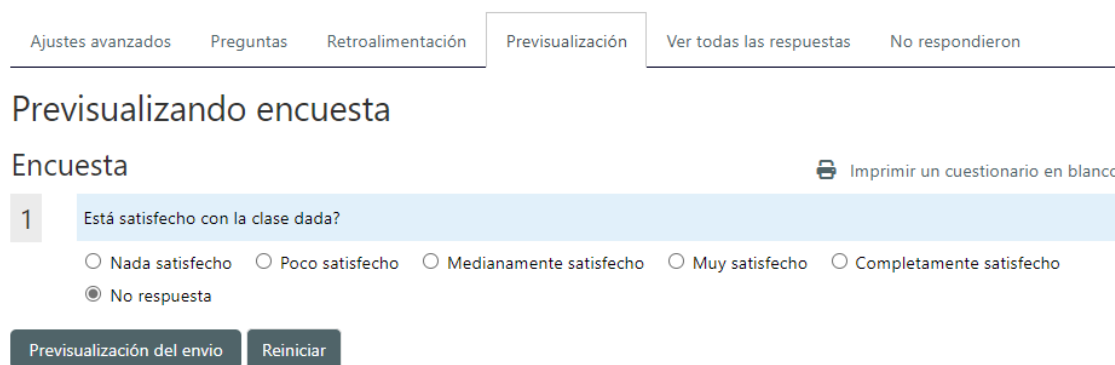 Ajustes avanzados Preguntas Retroalimentación Previsualización Ver todas las respuestas No respondieron
Previsualizando encuesta
Encuesta
Imprimir un cuestionario en blanco
1 Está satisfecho con la clase dada?
Nada satisfecho Poco satisfecho Medianamente satisfecho Muy satisfecho Completamente satisfecho
No respuesta
Previsualización del envio Reiniciar